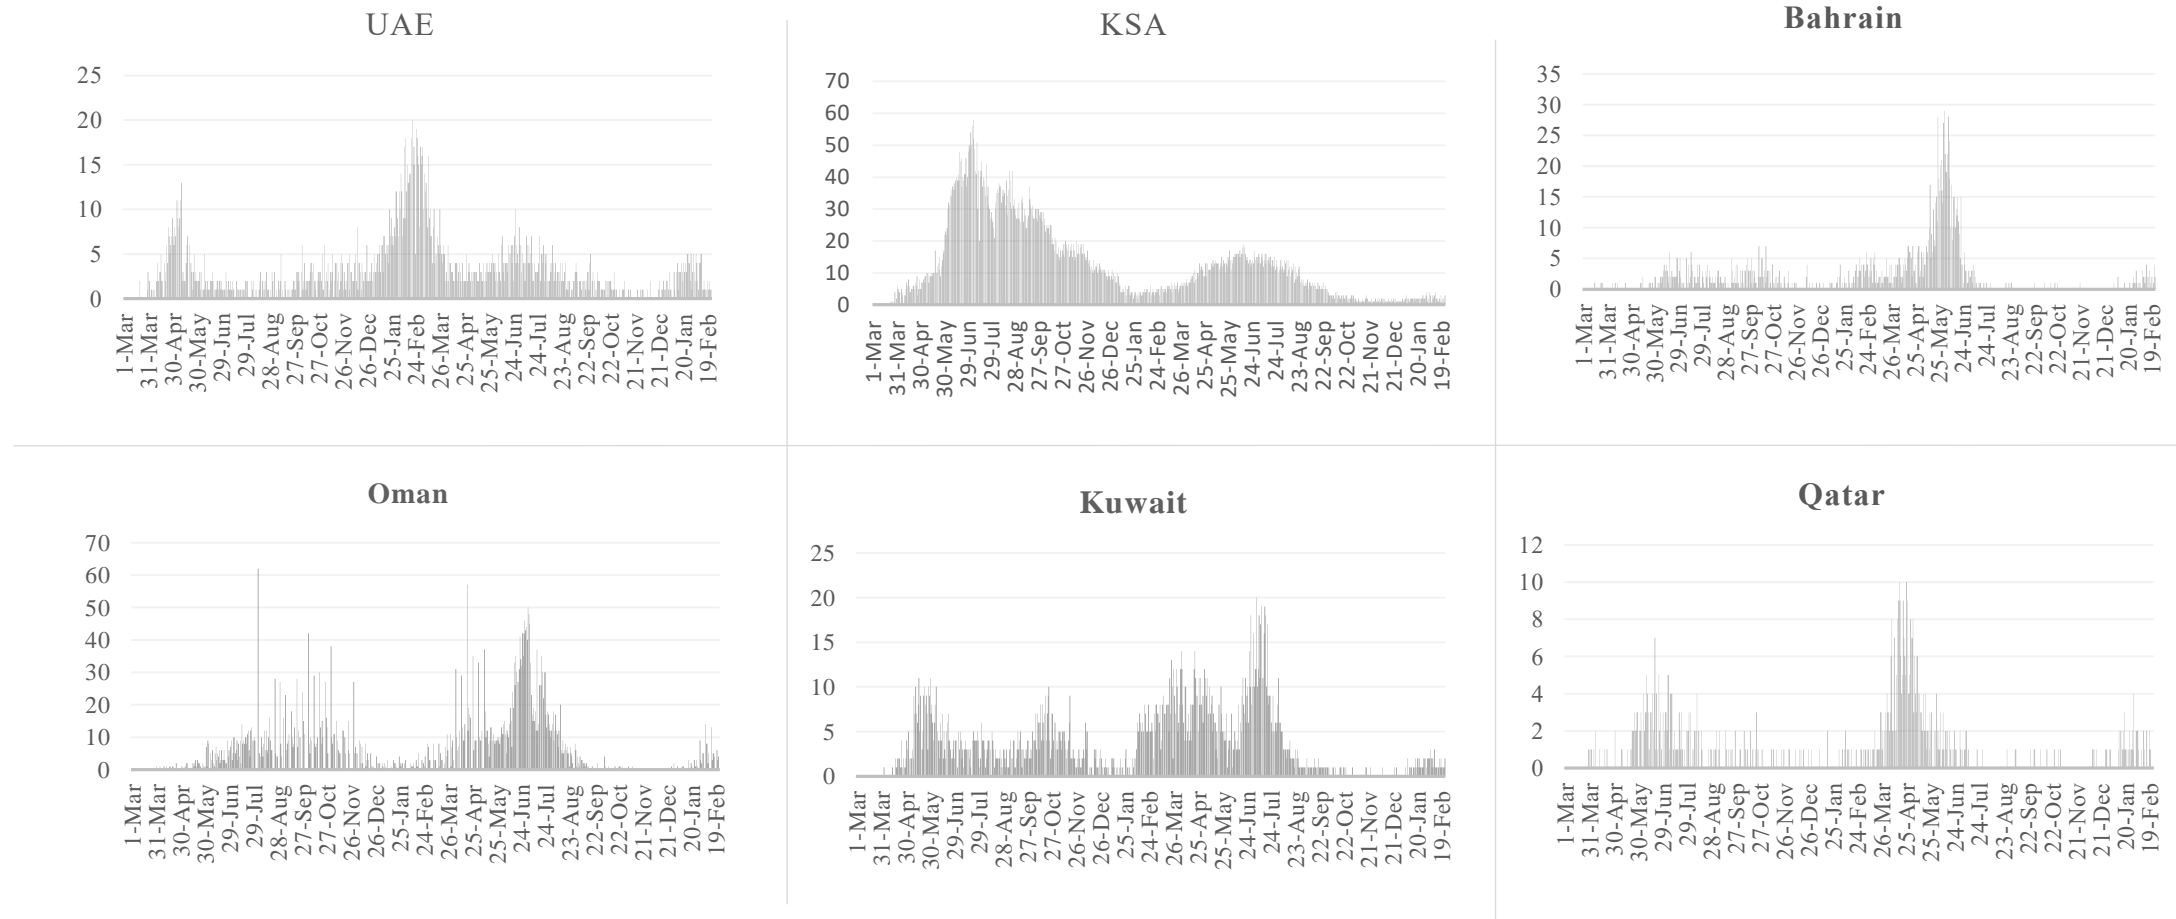 UAE
25
20
15
10
5
0
1-Mar
31-Mar
30-Apr
30-May
29-Jun
29-Jul
28-Aug
27-Sep
27-Oct
26-Nov
26-Dec
25-Jan
24-Feb
26-Mar
25-Apr
25-May
24-Jun
24-Jul
23-Aug
22-Sep
22-Oct
21-Nov
21-Dec
20-Jan
19-Feb
KSA
70
60
50
40
30
20
10
0
1-Mar
31-Mar
30-Apr
30-May
29-Jun
29-Jul
28-Aug
27-Sep
27-Oct
26-Nov
26-Dec
25-Jan
24-Feb
26-Mar
25-Apr
25-May
24-Jun
24-Jul
23-Aug
22-Sep
22-Oct
21-Nov
21-Dec
20-Jan
19-Feb
Bahrain
35
30
25
20
15
10
5
0
1-Mar
31-Mar
30-Apr
30-May
29-Jun
29-Jul
28-Aug
27-Sep
27-Oct
26-Nov
26-Dec
25-Jan
24-Feb
26-Mar
25-Apr
25-May
24-Jun
24-Jul
23-Aug
22-Sep
22-Oct
21-Nov
21-Dec
20-Jan
19-Feb
Oman
70
60
50
40
30
20
10
0
1-Mar
31-Mar
30-Apr
30-May
29-Jun
29-Jul
28-Aug
27-Sep
27-Oct
26-Nov
26-Dec
25-Jan
24-Feb
26-Mar
25-Apr
25-May
24-Jun
24-Jul
23-Aug
22-Sep
22-Oct
21-Nov
21-Dec
20-Jan
19-Feb
Kuwait
25
20
15
10
5
0
1-Mar
31-Mar
30-Apr
30-May
29-Jun
29-Jul
28-Aug
27-Sep
27-Oct
26-Nov
26-Dec
25-Jan
24-Feb
26-Mar
25-Apr
25-May
24-Jun
24-Jul
23-Aug
22-Sep
22-Oct
21-Nov
21-Dec
20-Jan
19-Feb
Qatar
12
10
8
6
4
2
0
1-Mar
31-Mar
30-Apr
30-May
29-Jun
29-Jul
28-Aug
27-Sep
27-Oct
26-Nov
26-Dec
25-Jan
24-Feb
26-Mar
25-Apr
25-May
24-Jun
24-Jul
23-Aug
22-Sep
22-Oct
21-Nov
21-Dec
20-Jan
19-Feb